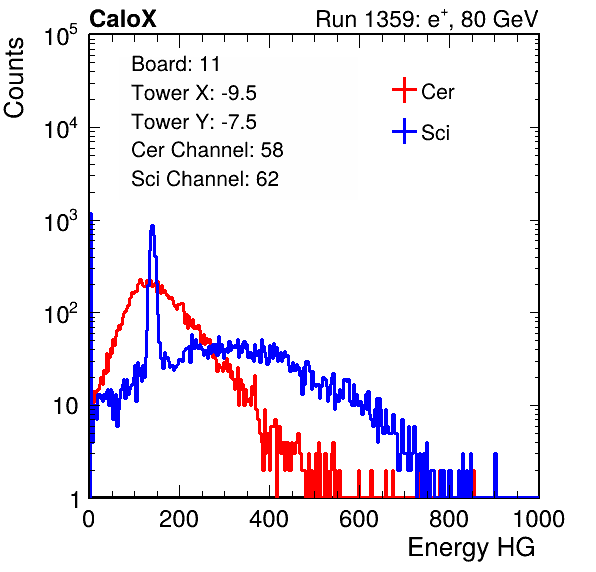 CaloX Run 1359: e⁺, 80 GeV
Counts
Board: 11
Tower X: -9.5
Tower Y: -7.5
Cer Channel: 58
Sci Channel: 62
Cer
Sci
10⁵
10⁴
10³
10²
10
1
0 200 400 600 800 1000
Energy HG